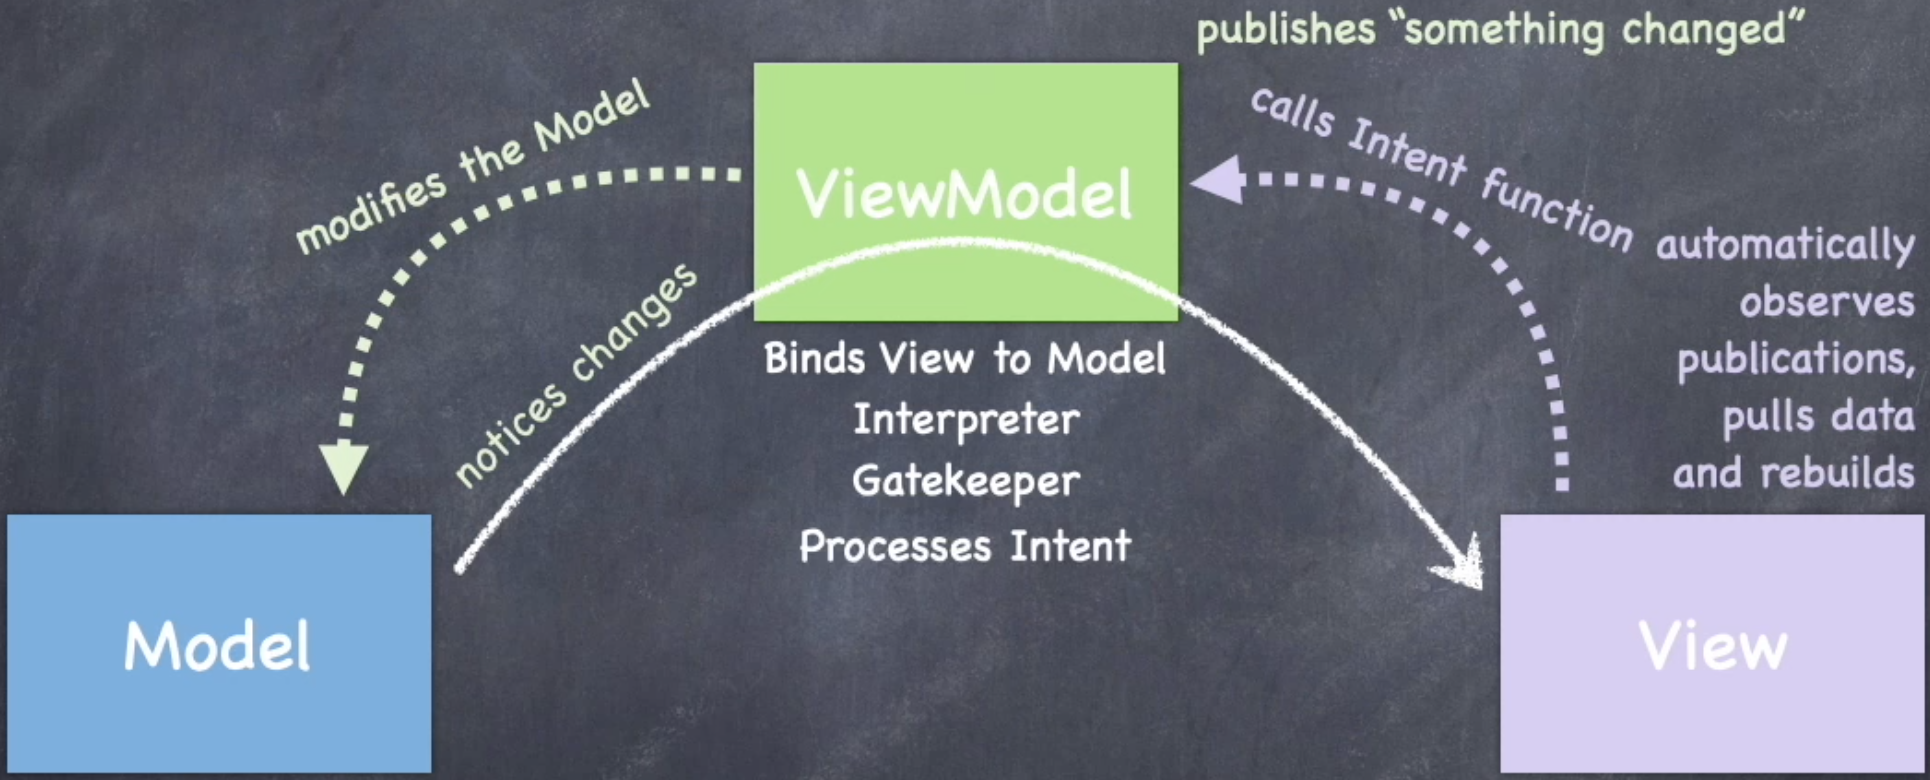 publishes “something changed”
modifies the Model
calls Intent function
ViewModel
automatically
observes
publications,
pulls data
and rebuilds
notices changes
Binds View to Model
Interpreter
Gatekeeper
Processes Intent
Model
View